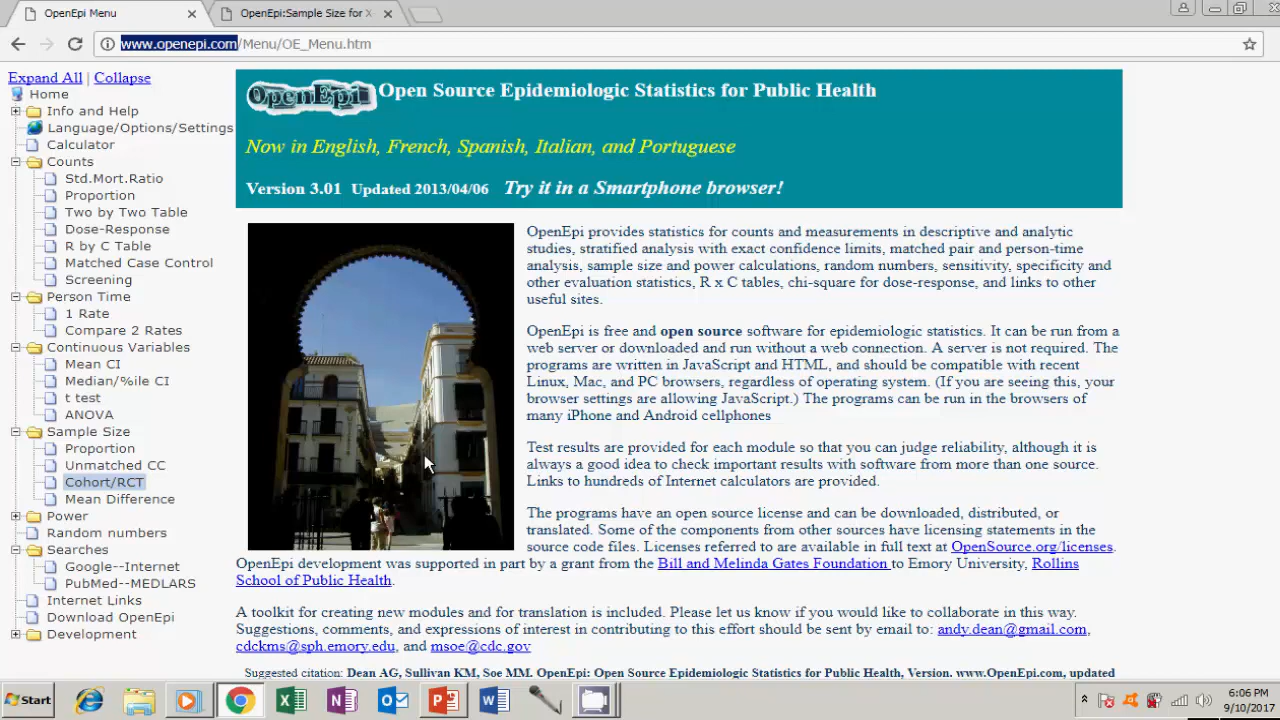 OpenEpi Menu
OpenEpi:Sample Size for X
www.openepi.com/Menu/OE_Menu.htm
Expand All | Collapse
Home
Info and Help
Language/Options/Settings
Calculator
Counts
Std.Mort.Ratio
Proportion
Two by Two Table
Dose-Response
R by C Table
Matched Case Control
Screening
Person Time
1 Rate
Compare 2 Rates
Continuous Variables
Mean CI
Median/%ile CI
t test
ANOVA
Sample Size
Proportion
Unmatched CC
Cohort/RCT
Mean Difference
Power
Random numbers
Searches
Google--Internet
PubMed--MEDLARS
Internet Links
Download OpenEpi
Development
OpenEpi Open Source Epidemiologic Statistics for Public Health
Now in English, French, Spanish, Italian, and Portuguese
Version 3.01 Updated 2013/04/06 Try it in a Smartphone browser!
OpenEpi provides statistics for counts and measurements in descriptive and analytic
studies, stratified analysis with exact confidence limits, matched pair and person-time
analysis, sample size and power calculations, random numbers, sensitivity, specificity and
other evaluation statistics, R x C tables, chi-square for dose-response, and links to other
useful sites.
OpenEpi is free and open source software for epidemiologic statistics. It can be run from a
web server or downloaded and run without a web connection. A server is not required. The
programs are written in JavaScript and HTML, and should be compatible with recent
Linux, Mac, and PC browsers, regardless of operating system. (If you are seeing this, your
browser settings are allowing JavaScript.) The programs can be run in the browsers of
many iPhone and Android cellphones
Test results are provided for each module so that you can judge reliability, although it is
always a good idea to check important results with software from more than one source.
Links to hundreds of Internet calculators are provided.
The programs have an open source license and can be downloaded, distributed, or
translated. Some of the components from other sources have licensing statements in the
source code files. Licenses referred to are available in full text at OpenSource.org/licenses.
OpenEpi development was supported in part by a grant from the Bill and Melinda Gates Foundation to Emory University, Rollins
School of Public Health.
A toolkit for creating new modules and for translation is included. Please let us know if you would like to collaborate in this way.
Suggestions, comments, and expressions of interest in contributing to this effort should be sent by email to: andy.dean@gmail.com,
cdckms@sph.emory.edu, and msoe@cdc.gov
Suggested citation: Dean AG, Sullivan KM, Soe MM. OpenEpi: Open Source Epidemiologic Statistics for Public Health, Version. www.OpenEpi.com, updated
Start
6:06 PM
9/10/2017